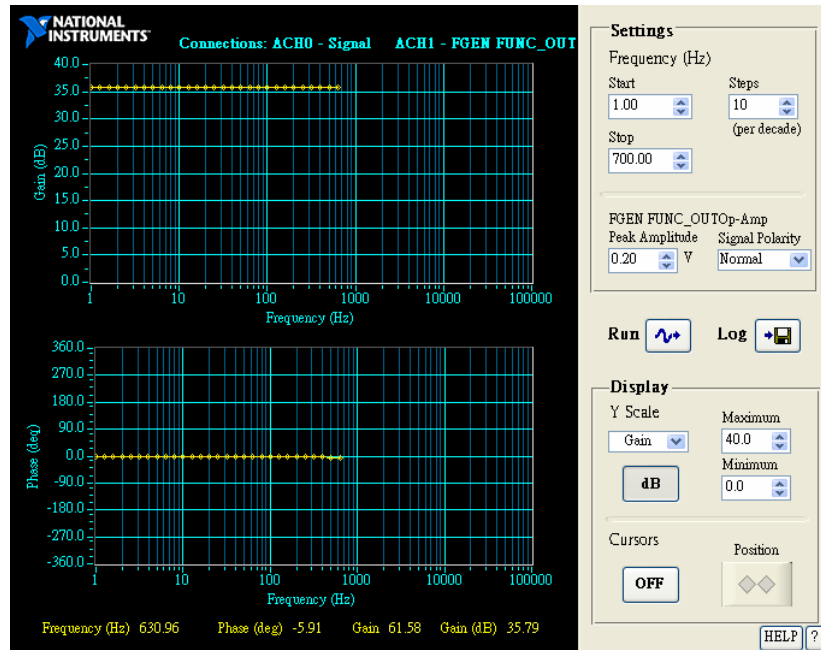 NATIONAL
INSTRUMENTS
Connections: ACH0 - Signal ACH1 - FGEN FUNC_OUT
Gain (dB)
40.0
35.0
30.0
25.0
20.0
15.0
10.0
5.0
0.0
1 10 100 1000 10000 100000
Frequency (Hz)
Phase (deg)
360.0
270.0
180.0
90.0
0.0
-90.0
-180.0
-270.0
-360.0
1 10 100 1000 10000 100000
Frequency (Hz)
Frequency (Hz) 630.96 Phase (deg) -5.91 Gain 61.58 Gain (dB) 35.79
Settings
Frequency (Hz)
Start Steps
1.00 10
(per decade)
Stop
700.00
FGEN FUNC_OUTOp-Amp
Peak Amplitude Signal Polarity
0.20 V Normal
Run Log
Display
Y Scale Maximum
Gain 40.0
Minimum
dB 0.0
Cursors Position
OFF
HELP ?